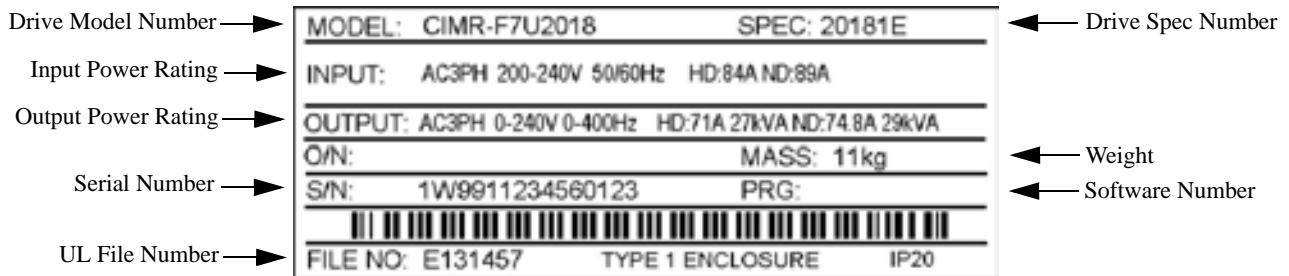 Drive Model Number MODEL: CIMR-F7U2018 SPEC: 20181E Drive Spec Number
Input Power Rating INPUT: AC3PH 200-240V 50/60Hz HD:84A ND:89A
Output Power Rating OUTPUT: AC3PH 0-240V 0-400Hz HD:71A 27kVA ND:74.8A 29kVA
O/N: MASS: 11kg Weight
Serial Number S/N: 1W9911234560123 PRG: Software Number
UL File Number FILE NO: E131457 TYPE 1 ENCLOSURE IP20